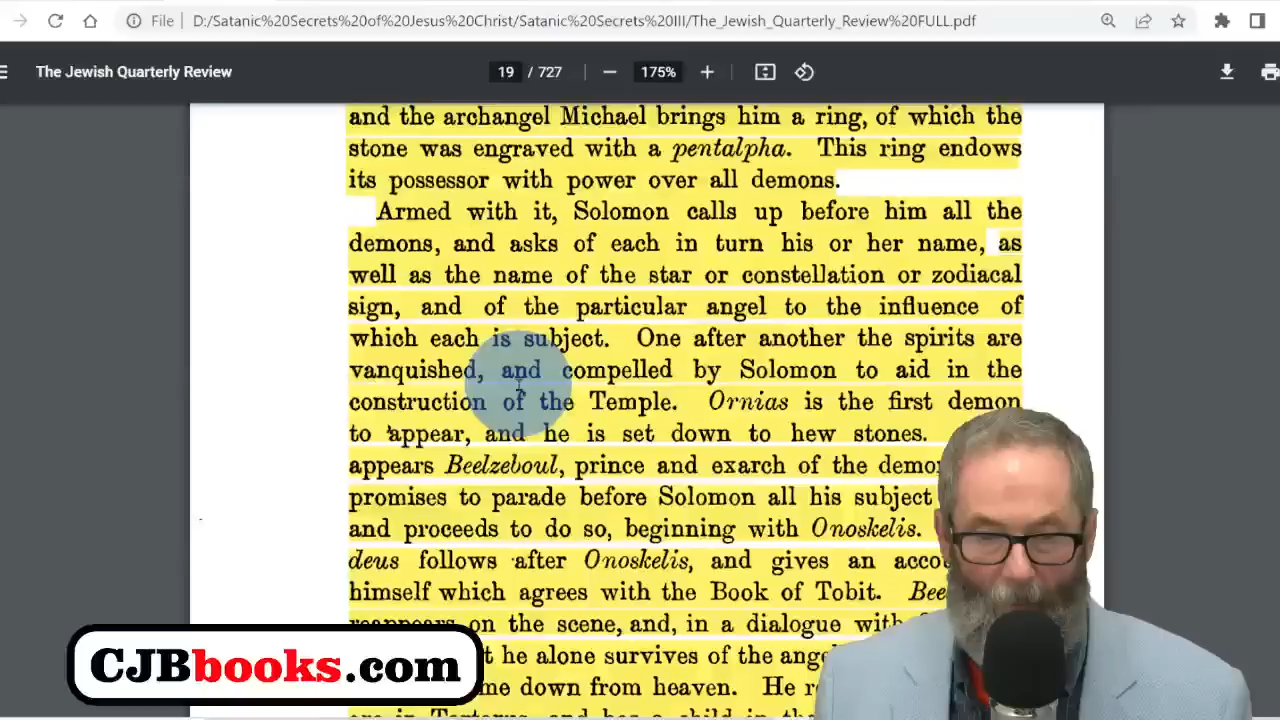 File
D:/Satanic%20Secrets%20of%20Jesus%20Christ/Satanic%20Secrets%20III/The_Jewish_Quarterly_Review%20FULL.pdf
The Jewish Quarterly Review
19 / 727
175%
and the archangel Michael brings him a ring, of which the
stone was engraved with a pentalpha. This ring endows
its possessor with power over all demons.
Armed with it, Solomon calls up before him all the
demons, and asks of each in turn his or her name, as
well as the name of the star or constellation or zodiacal
sign, and of the particular angel to the influence of
which each is subject. One after another the spirits are
vanquished, and compelled by Solomon to aid in the
construction of the Temple. Ornias is the first demon
to appear, and he is set down to hew stones.
appears Beelzeboul, prince and exarch of the
promises to parade before Solomon all his subject
and proceeds to do so, beginning with Onoskelis.
deus follows after Onoskelis, and gives an
himself which agrees with the Book of Tobit.
reappears on the scene, and, in a dialogue with
he alone survives of the
down from heaven. He
in Tartarus, and has a child in
CJBbooks.com